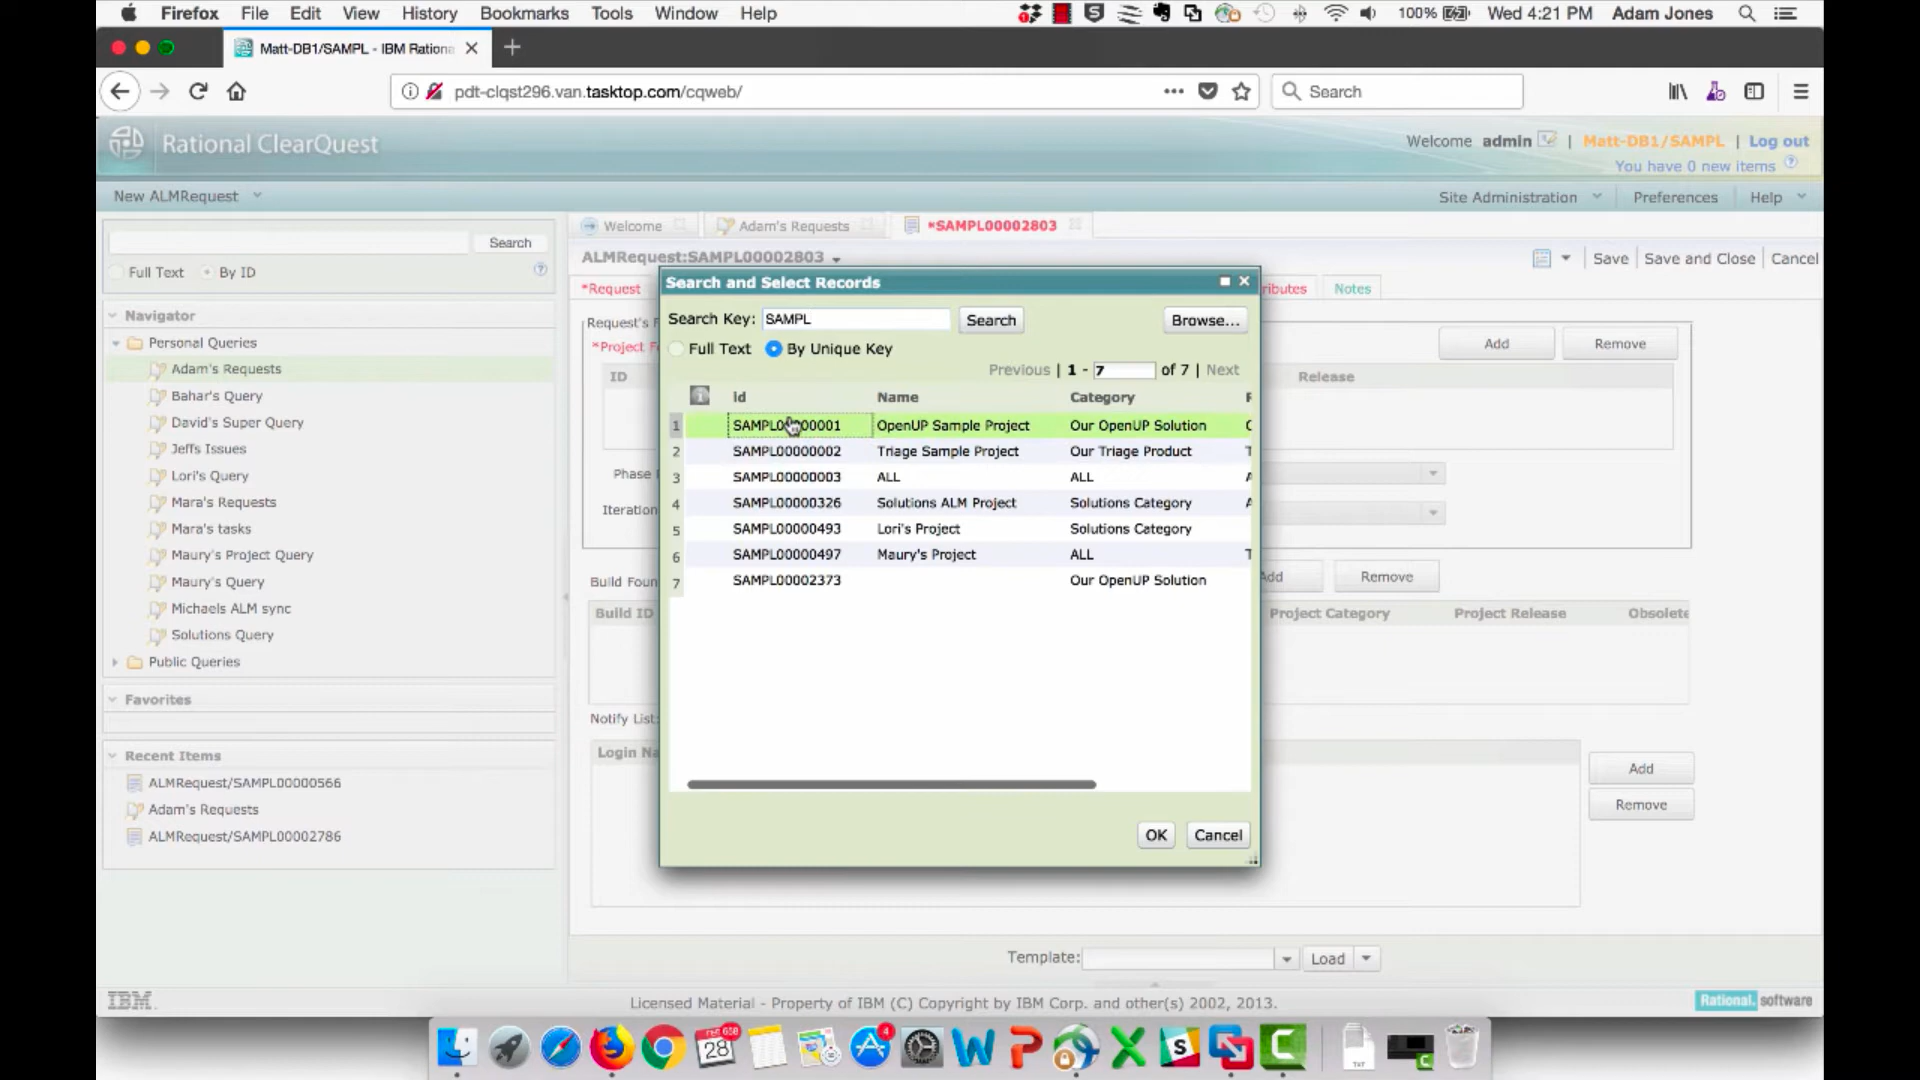 Firefox File Edit View History Bookmarks Tools Window Help 100% Wed 4:21 PM Adam Jones
Matt-DB1/SAMPL - IBM Rationa
pdt-clqst296.van.tasktop.com/cqweb/ Search
Rational ClearQuest Welcome admin | Matt-DB1/SAMPL | Log out
You have 0 new items
New ALMRequest Site Administration Preferences Help
Search
Full Text By ID
Navigator
Personal Queries
Adam's Requests
Bahar's Query
David's Super Query
Jeffs Issues
Lori's Query
Mara's Requests
Mara's tasks
Maury's Project Query
Maury's Query
Michaels ALM sync
Solutions Query
Public Queries
Favorites
Recent Items
ALMRequest/SAMPL00000566
Adam's Requests
ALMRequest/SAMPL00002786
Welcome Adam's Requests *SAMPL00002803
ALMRequest:SAMPL00002803 Save Save and Close Cancel
*Request ributes Notes
Request's F
*Project F Add Remove
ID Release
Phase
Iteration
Build Foun dd Remove
Build ID Project Category Project Release Obsolete
Notify List:
Login Na
Add
Remove
Search and Select Records
Search Key: SAMPL Search Browse...
Full Text By Unique Key
Previous | 1 - 7 of 7 | Next
Id Name Category
1 SAMPL00000001 OpenUP Sample Project Our OpenUP Solution
2 SAMPL00000002 Triage Sample Project Our Triage Product
3 SAMPL00000003 ALL ALL
4 SAMPL00000326 Solutions ALM Project Solutions Category
5 SAMPL00000493 Lori's Project Solutions Category
6 SAMPL00000497 Maury's Project ALL
7 SAMPL00002373 Our OpenUP Solution
OK Cancel
Template: Load
IBM Licensed Material - Property of IBM (C) Copyright by IBM Corp. and other(s) 2002, 2013. Rational. software
28 4